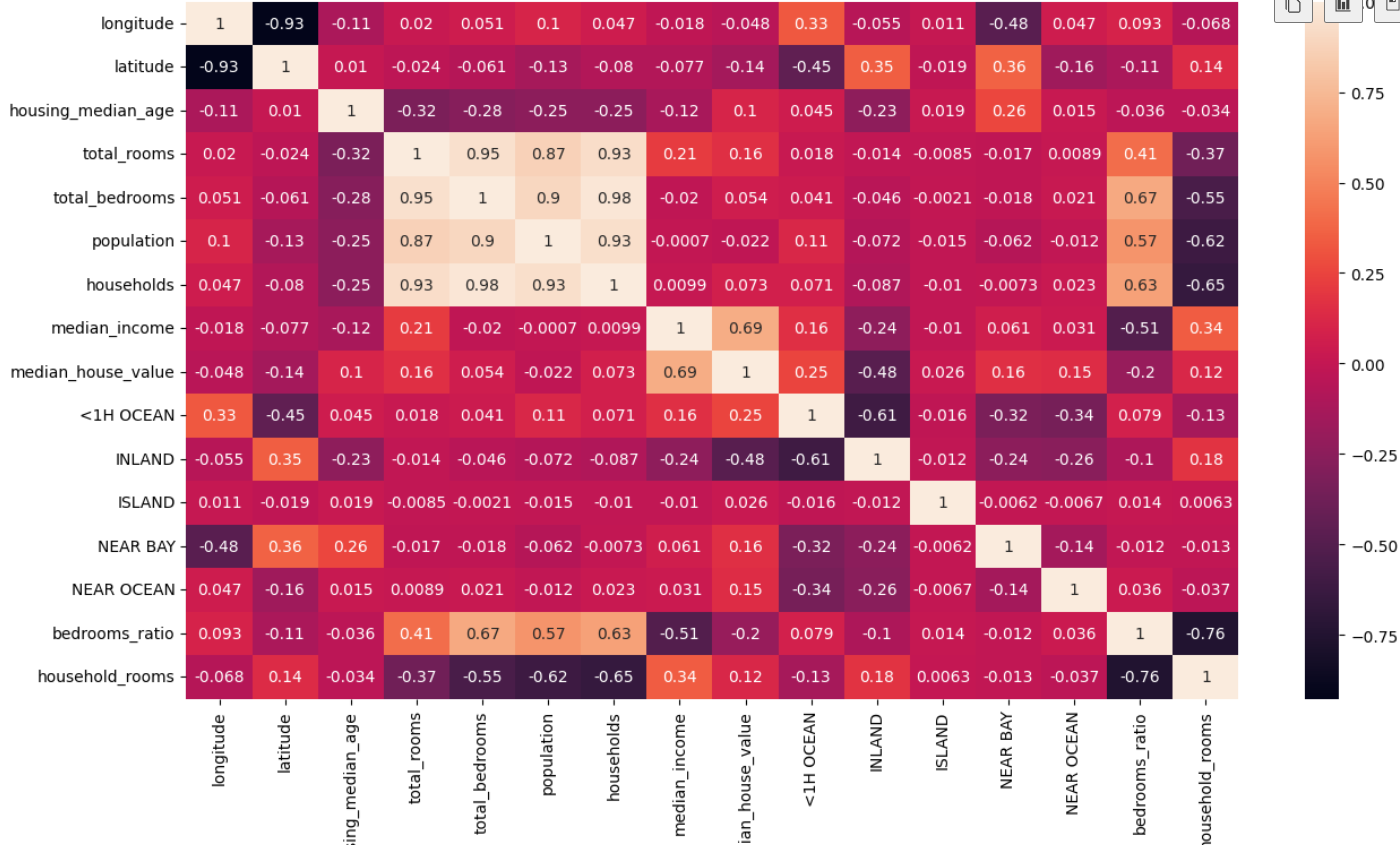 longitude 1 -0.93 -0.11 0.02 0.051 0.1 0.047 -0.018 -0.048 0.33 -0.055 0.011 -0.48 0.047 0.093 -0.068
latitude -0.93 1 0.01 -0.024 -0.061 -0.13 -0.08 -0.077 -0.14 -0.45 0.35 -0.019 0.36 -0.16 -0.11 0.14
housing_median_age -0.11 0.01 1 -0.32 -0.28 -0.25 -0.25 -0.12 0.1 0.045 -0.23 0.019 0.26 0.015 -0.036 -0.034
total_rooms 0.02 -0.024 -0.32 1 0.95 0.87 0.93 0.21 0.16 0.018 -0.014 -0.0085 -0.017 0.0089 0.41 -0.37
total_bedrooms 0.051 -0.061 -0.28 0.95 1 0.9 0.98 -0.02 0.054 0.041 -0.046 -0.0021 -0.018 0.021 0.67 -0.55
population 0.1 -0.13 -0.25 0.87 0.9 1 0.93 -0.0007 -0.022 0.11 -0.072 -0.015 -0.062 -0.012 0.57 -0.62
households 0.047 -0.08 -0.25 0.93 0.98 0.93 1 0.0099 0.073 0.071 -0.087 -0.01 -0.0073 0.023 0.63 -0.65
median_income -0.018 -0.077 -0.12 0.21 -0.02 -0.0007 0.0099 1 0.69 0.16 -0.24 -0.01 0.061 0.031 -0.51 0.34
median_house_value -0.048 -0.14 0.1 0.16 0.054 -0.022 0.073 0.69 1 0.25 -0.48 0.026 0.16 0.15 -0.2 0.12
<1H OCEAN 0.33 -0.45 0.045 0.018 0.041 0.11 0.071 0.16 0.25 1 -0.61 -0.016 -0.32 -0.34 0.079 -0.13
INLAND -0.055 0.35 -0.23 -0.014 -0.046 -0.072 -0.087 -0.24 -0.48 -0.61 1 -0.012 -0.24 -0.26 -0.1 0.18
ISLAND 0.011 -0.019 0.019 -0.0085 -0.0021 -0.015 -0.01 -0.01 0.026 -0.016 -0.012 1 -0.0062 -0.0067 0.014 0.0063
NEAR BAY -0.48 0.36 0.26 -0.017 -0.018 -0.062 -0.0073 0.061 0.16 -0.32 -0.24 -0.0062 1 -0.14 -0.012 -0.013
NEAR OCEAN 0.047 -0.16 0.015 0.0089 0.021 -0.012 0.023 0.031 0.15 -0.34 -0.26 -0.0067 -0.14 1 0.036 -0.037
bedrooms_ratio 0.093 -0.11 -0.036 0.41 0.67 0.57 0.63 -0.51 -0.2 0.079 -0.1 0.014 -0.012 0.036 1 -0.76
household_rooms -0.068 0.14 -0.034 -0.37 -0.55 -0.62 -0.65 0.34 0.12 -0.13 0.18 0.0063 -0.013 -0.037 -0.76 1
longitude
latitude
sing_median_age
total_rooms
total_bedrooms
population
households
median_income
ian_house_value
<1H OCEAN
INLAND
ISLAND
NEAR BAY
NEAR OCEAN
bedrooms_ratio
ousehold_rooms
0.75
0.50
0.25
0.00
−0.25
−0.50
−0.75